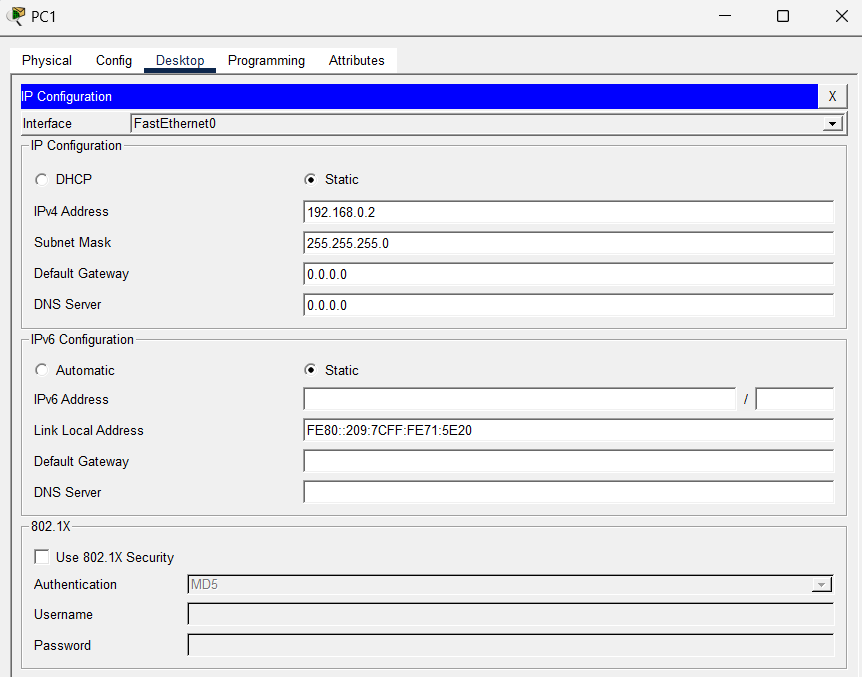 PC1
Physical Config Desktop Programming Attributes
IP Configuration X
Interface FastEthernet0
IP Configuration
DHCP Static
IPv4 Address 192.168.0.2
Subnet Mask 255.255.255.0
Default Gateway 0.0.0.0
DNS Server 0.0.0.0
IPv6 Configuration
Automatic Static
IPv6 Address /
Link Local Address FE80::209:7CFF:FE71:5E20
Default Gateway
DNS Server
802.1X
Use 802.1X Security
Authentication MD5
Username
Password